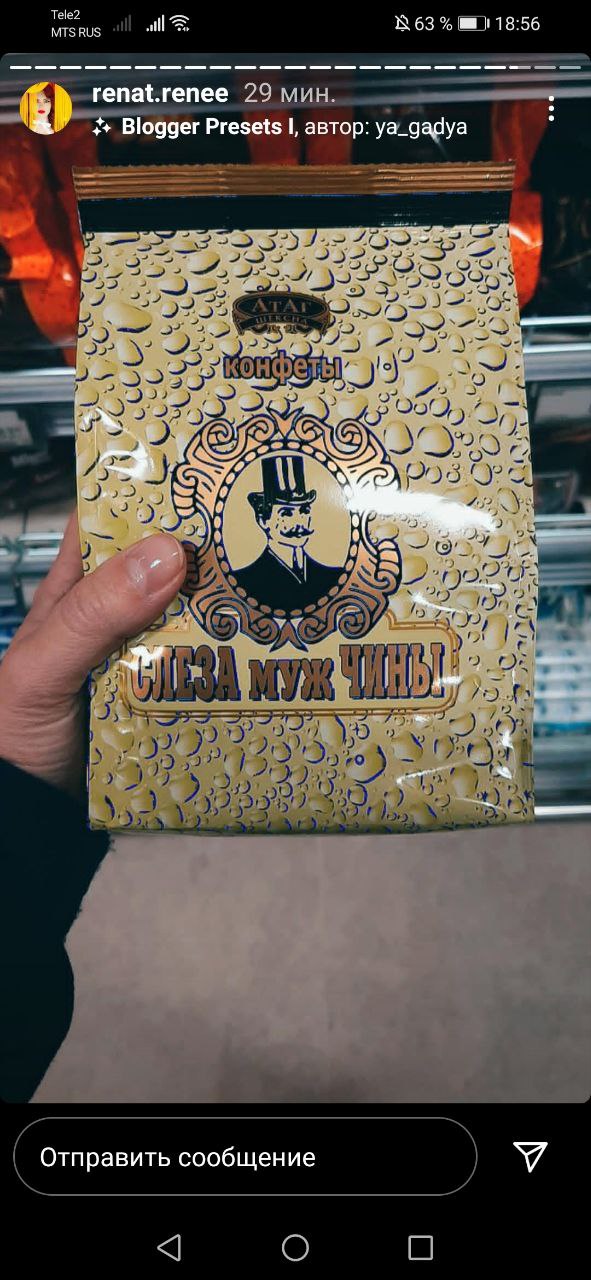 Tele2
MTS RUS
63 % 18:56
renat.renee 29 мин.
Blogger Presets I, автор: ya_gadya
АтАг
ШЕКСНА
конфеты
СЛЕЗА муж ЧИНЫ
Отправить сообщение